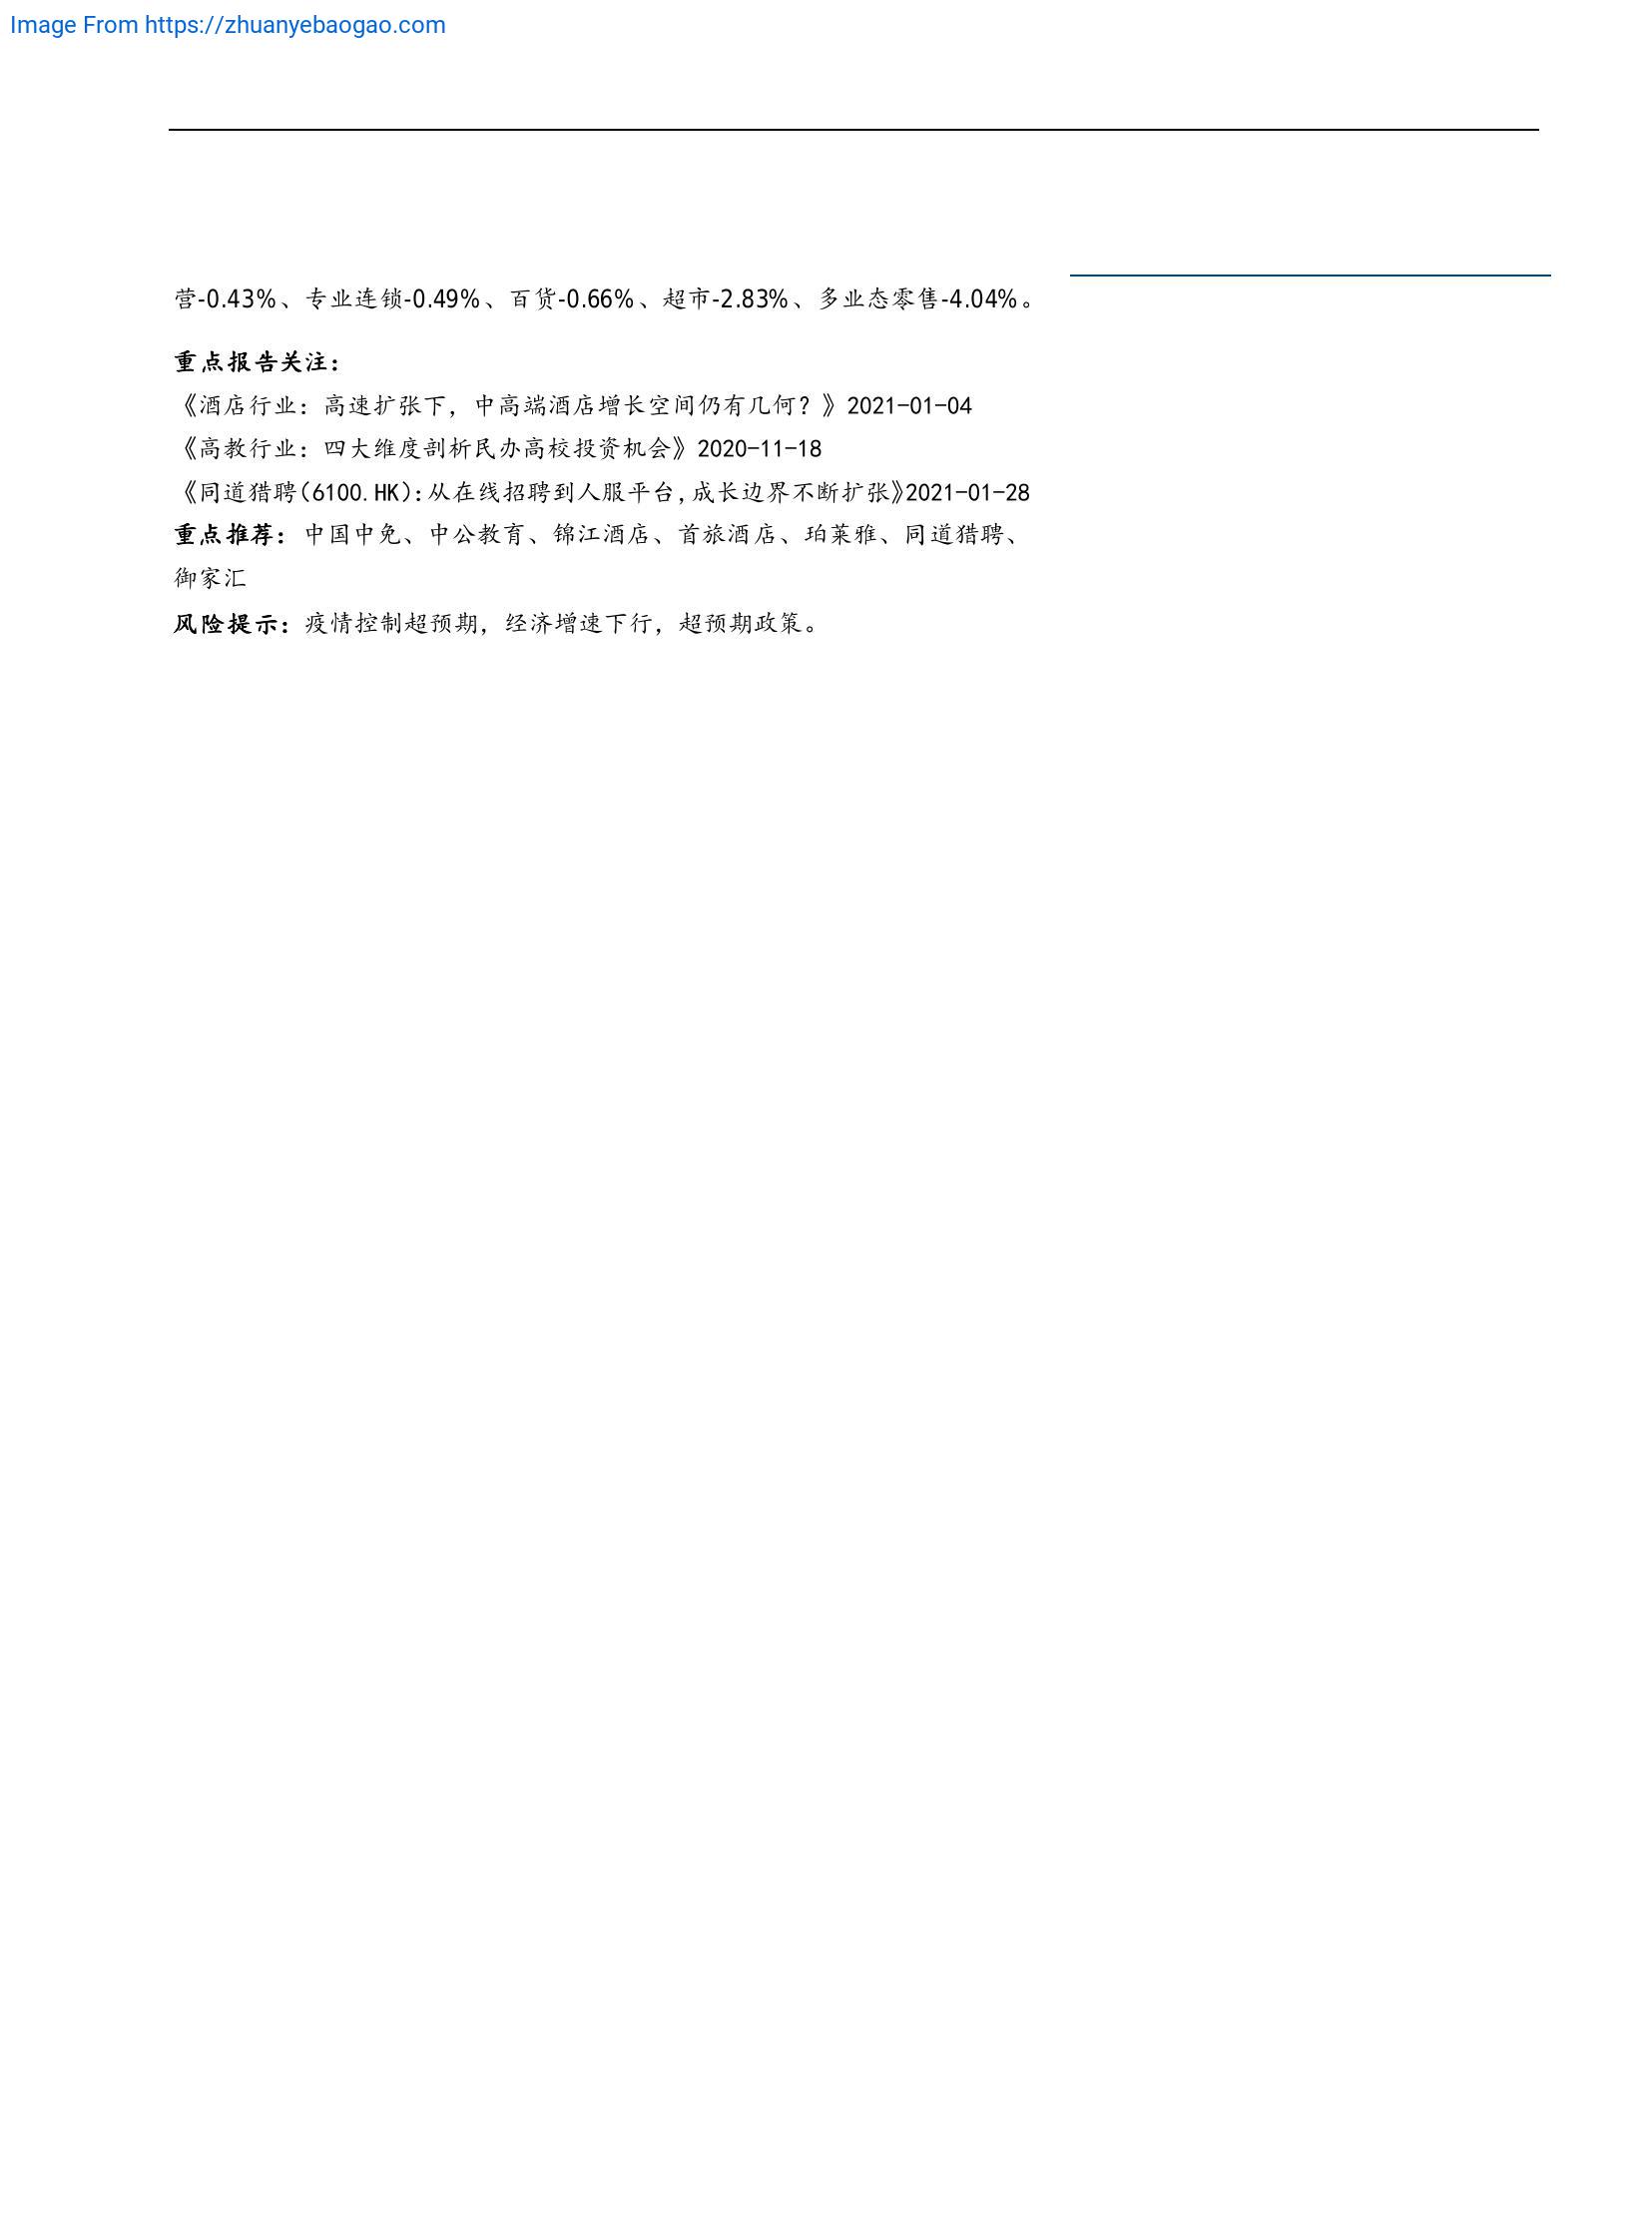 Image From https://zhuanyebaogao.com
营-0.43%、专业连锁-0.49%、百货-0.66%、超市-2.83%、多业态零售-4.04%。
重点报告关注：
《酒店行业：高速扩张下，中高端酒店增长空间仍有几何？》2021-01-04
《高教行业：四大维度剖析民办高校投资机会》2020-11-18
《同道猎聘(6100.HK):从在线招聘到人服平台,成长边界不断扩张》2021-01-28
重点推荐：中国中免、中公教育、锦江酒店、首旅酒店、珀莱雅、同道猎聘、
御家汇
风险提示：疫情控制超预期，经济增速下行，超预期政策。